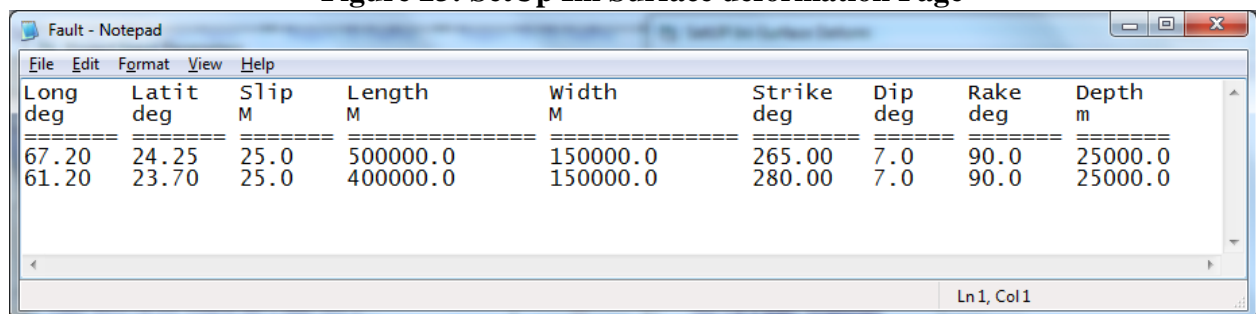 Fault - Notepad
File Edit Format View Help
Long Latit Slip Length Width Strike Dip Rake Depth
deg deg M M M deg deg deg m
======= ======= ======= ============== ============== ======== ====== ======= =======
67.20 24.25 25.0 500000.0 150000.0 265.00 7.0 90.0 25000.0
61.20 23.70 25.0 400000.0 150000.0 280.00 7.0 90.0 25000.0
Ln 1, Col 1